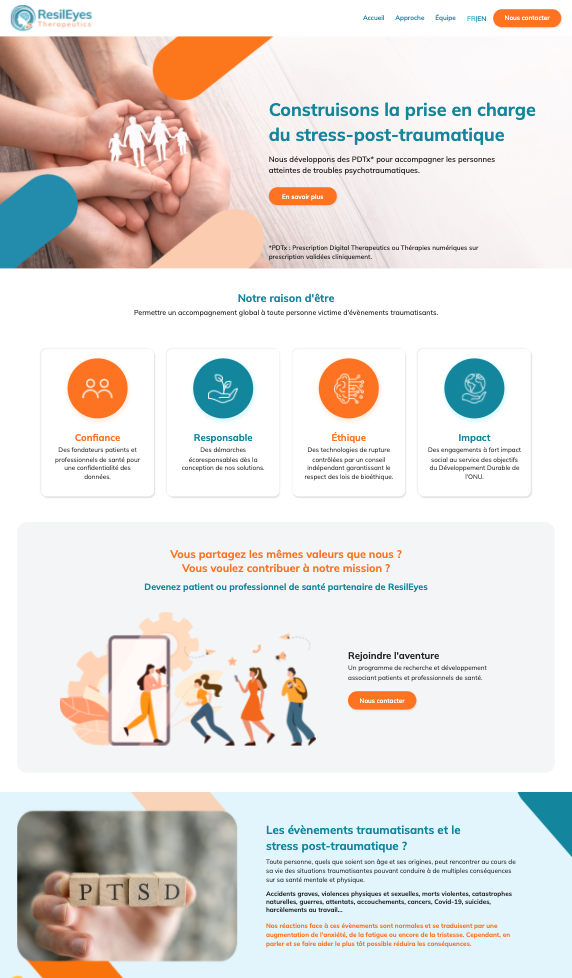 ResilEyes
Therapeutics
Accueil Approche Équipe FR|EN Nous contacter
Construisons la prise en charge
du stress-post-traumatique
Nous développons des PDTx* pour accompagner les personnes
atteintes de troubles psychotraumatiques.
En savoir plus
*PDTx : Prescription Digital Therapeutics ou Thérapies numériques sur
prescription validées cliniquement.
Notre raison d'être
Permettre un accompagnement global à toute personne victime d'évènements traumatisants.
Confiance
Des fondateurs patients et
professionnels de santé pour
une confidentialité des
données.
Responsable
Des démarches
écoresponsables dès la
conception de nos solutions.
Éthique
Des technologies de rupture
contrôlées par un conseil
indépendant garantissant le
respect des lois de bioéthique.
Impact
Des engagements à fort impact
social au service des objectifs
du Développement Durable de
l'ONU.
Vous partagez les mêmes valeurs que nous ?
Vous voulez contribuer à notre mission ?
Devenez patient ou professionnel de santé partenaire de ResilEyes
Rejoindre l'aventure
Un programme de recherche et développement
associant patients et professionnels de santé.
Nous contacter
PTSD
Les évènements traumatisants et le
stress post-traumatique ?
Toute personne, quels que soient son âge et ses origines, peut rencontrer au cours de
sa vie des situations traumatisantes pouvant conduire à de multiples conséquences
sur sa santé mentale et physique.
Accidents graves, violences physiques et sexuelles, morts violentes, catastrophes
naturelles, guerres, attentats, accouchements, cancers, Covid-19, suicides,
harcèlements au travail...
Nos réactions face à ces évènements sont normales et se traduisent par une
augmentation de l'anxiété, de la fatigue ou encore de la tristesse. Cependant, en
parler et se faire aider le plus tôt possible réduira les conséquences.